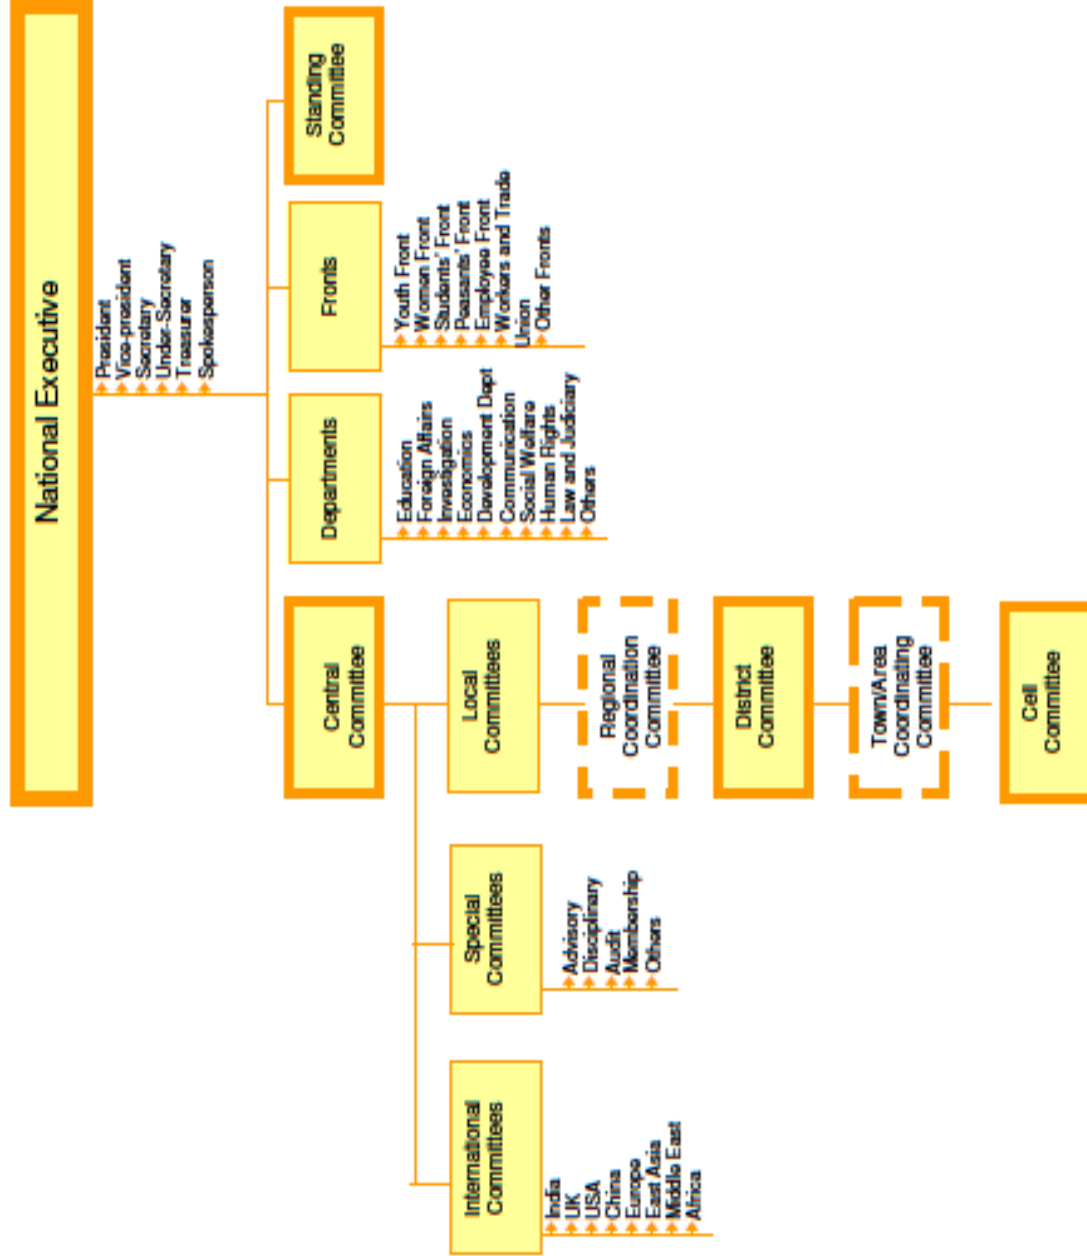 National Executive
President
Vice-president
Secretary
Under-Secretary
Treasurer
Spokesperson
International
Committees
India
UK
USA
China
Europe
East Asia
Middle East
Africa
Special
Committees
Advisory
Disciplinary
Audit
Membership
Others
Central
Committee
Local
Committees
Regional
Coordination
Committee
District
Committee
Town/Area
Coordinating
Committee
Cell
Committee
Departments
Education
Foreign Affairs
Investigation
Economics
Development Dept
Communication
Social Welfare
Human Rights
Law and Judiciary
Others
Fronts
Youth Front
Women Front
Students' Front
Peasants' Front
Employee Front
Workers and Trade
Union
Other Fronts
Standing
Committee